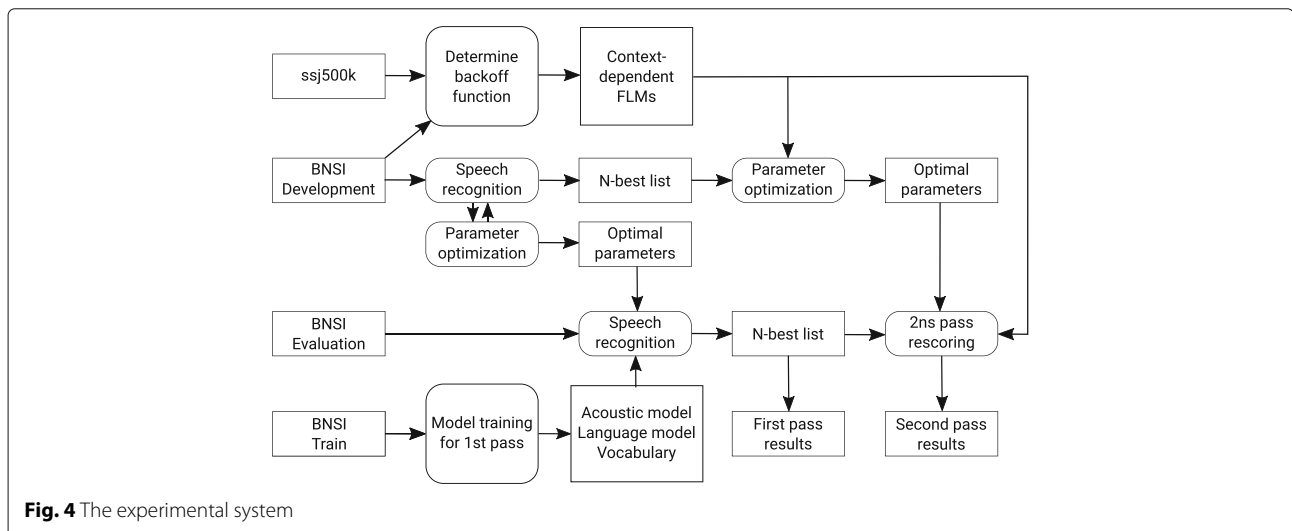 ssj500k
Determine
backoff
function
Context-
dependent
FLMs
BNSI
Development
Speech
recognition
N-best list
Parameter
optimization
Optimal
parameters
Parameter
optimization
Optimal
parameters
BNSI
Evaluation
Speech
recognition
N-best list
2ns pass
rescoring
BNSI
Train
Model training
for 1st pass
Acoustic model
Language model
Vocabulary
First pass
results
Second pass
results
Fig. 4 The experimental system